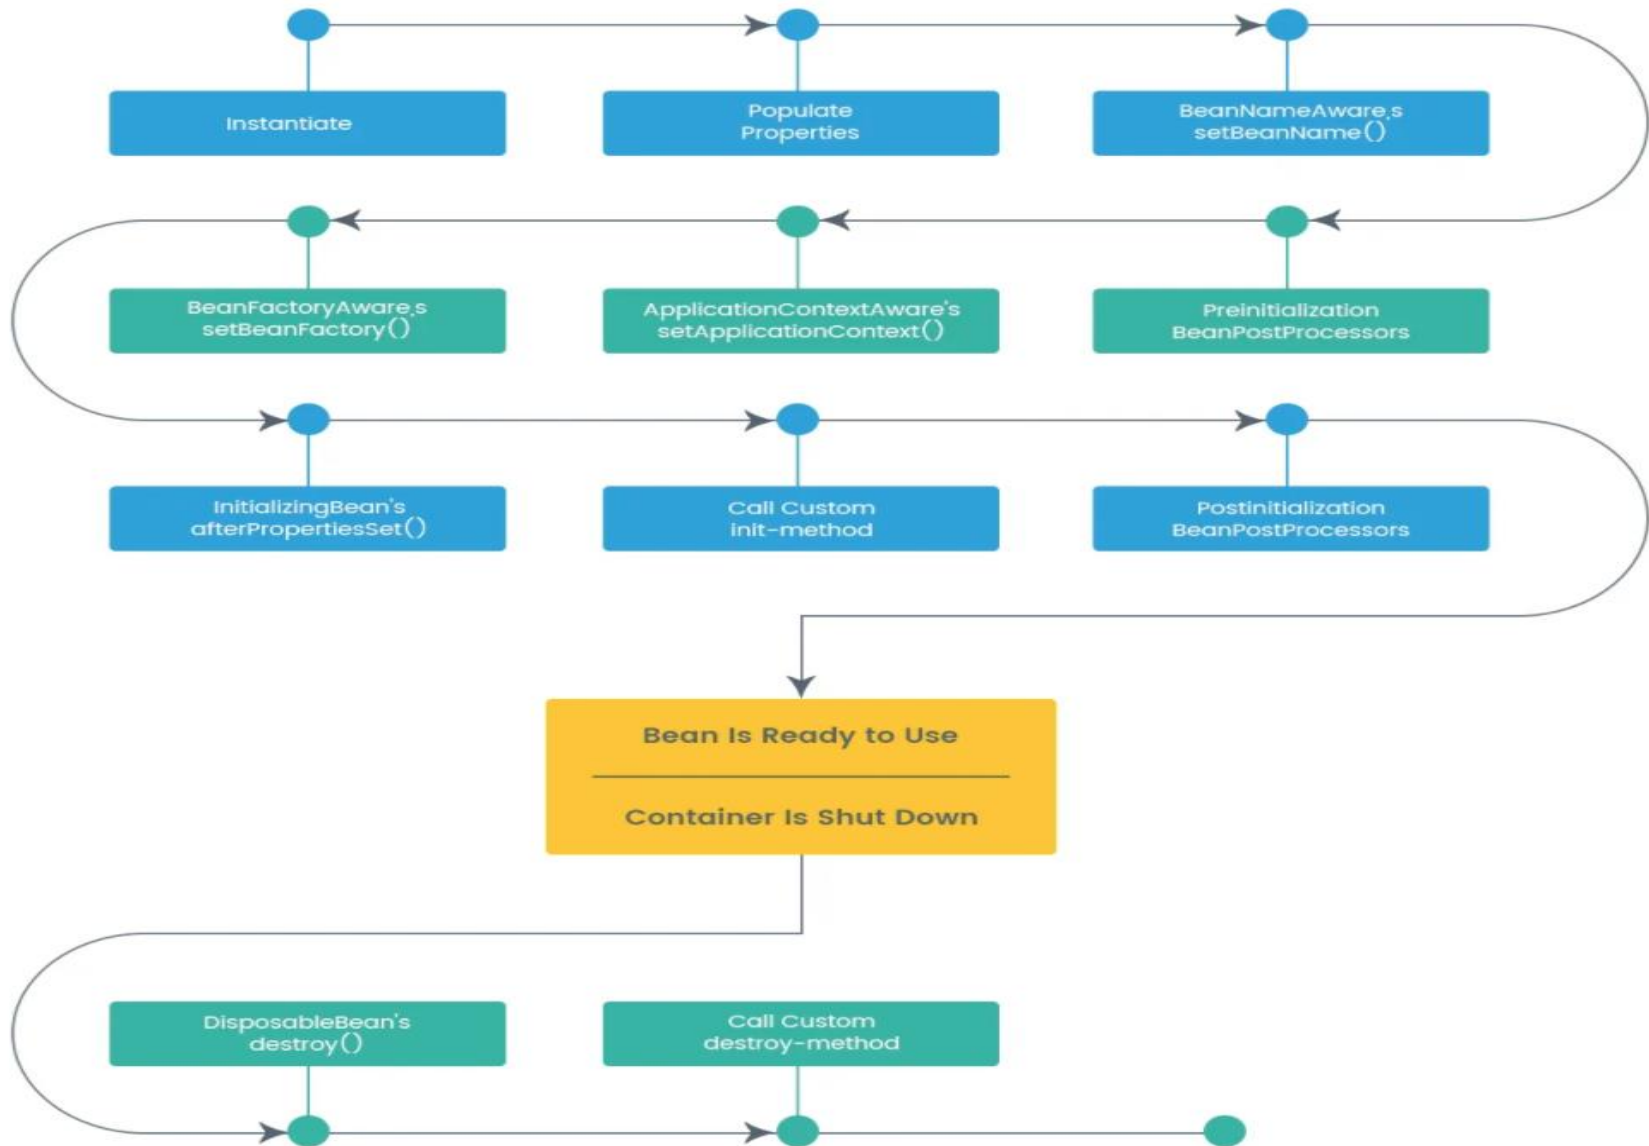 Instantiate
Populate
Properties
BeanNameAware,s
setBeanName()
BeanFactoryAware,s
setBeanFactory()
ApplicationContextAware's
setApplicationContext()
Preinitialization
BeanPostProcessors
InitializingBean's
afterPropertiesSet()
Call Custom
init-method
Postinitialization
BeanPostProcessors
Bean Is Ready to Use
Container Is Shut Down
DisposableBean's
destroy()
Call Custom
destroy-method